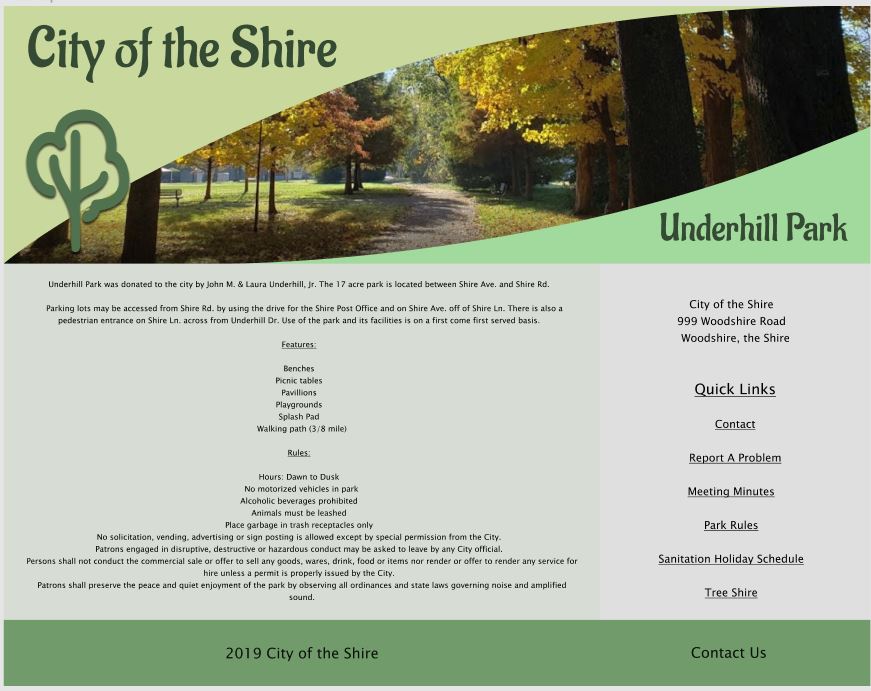 City of the Shire
Underhill Park
Underhill Park was donated to the city by John M. & Laura Underhill, Jr. The 17 acre park is located between Shire Ave. and Shire Rd.
Parking lots may be accessed from Shire Rd. by using the drive for the Shire Post Office and on Shire Ave. off of Shire Ln. There is also a
pedestrian entrance on Shire Ln. across from Underhill Dr. Use of the park and its facilities is on a first come first served basis.
Features:
Benches
Picnic tables
Pavillions
Playgrounds
Splash Pad
Walking path (3/8 mile)
Rules:
Hours: Dawn to Dusk
No motorized vehicles in park
Alcoholic beverages prohibited
Animals must be leashed
Place garbage in trash receptacles only
No solicitation, vending, advertising or sign posting is allowed except by special permission from the City.
Patrons engaged in disruptive, destructive or hazardous conduct may be asked to leave by any City official.
Persons shall not conduct the commercial sale or offer to sell any goods, wares, drink, food or items nor render or offer to render any service for
hire unless a permit is properly issued by the City.
Patrons shall preserve the peace and quiet enjoyment of the park by observing all ordinances and state laws governing noise and amplified
sound.
City of the Shire
999 Woodshire Road
Woodshire, the Shire
Quick Links
Contact
Report A Problem
Meeting Minutes
Park Rules
Sanitation Holiday Schedule
Tree Shire
2019 City of the Shire
Contact Us